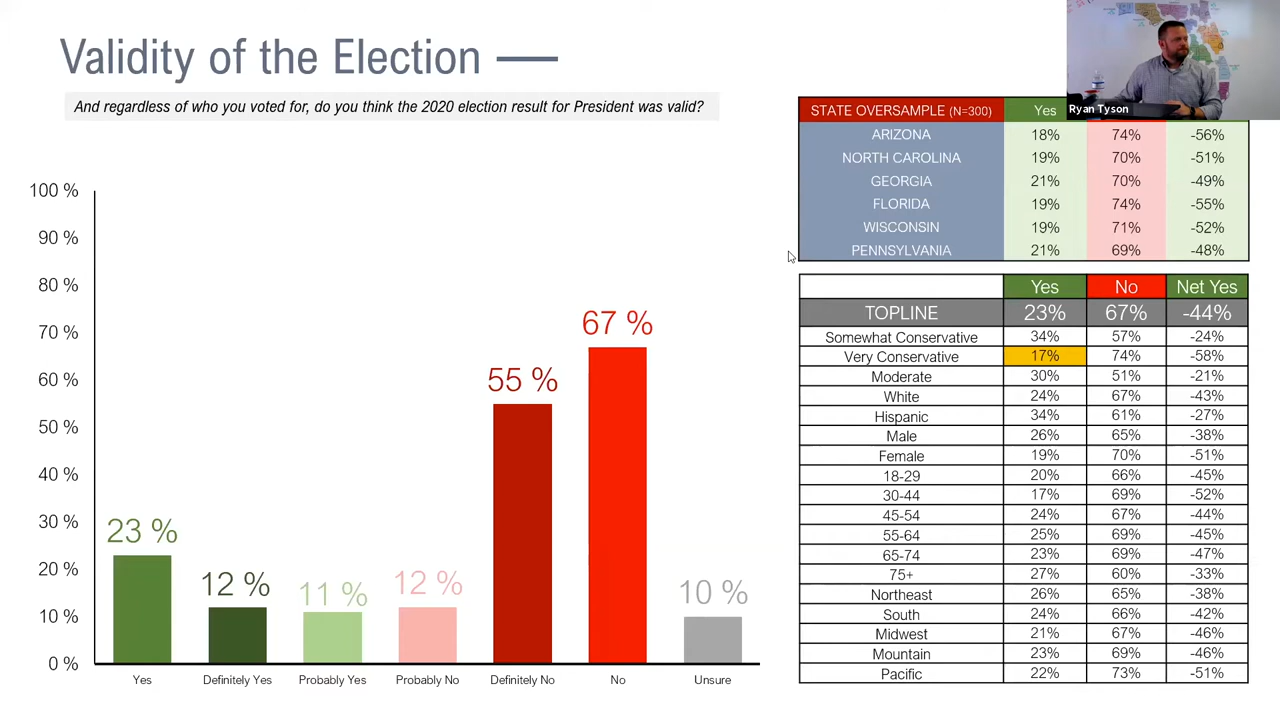 Validity of the Election —
And regardless of who you voted for, do you think the 2020 election result for President was valid?
Ryan Tyson
STATE OVERSAMPLE (N=300) Yes
ARIZONA 18% 74% -56%
NORTH CAROLINA 19% 70% -51%
GEORGIA 21% 70% -49%
FLORIDA 19% 74% -55%
WISCONSIN 19% 71% -52%
PENNSYLVANIA 21% 69% -48%
Yes No Net Yes
TOPLINE 23% 67% -44%
Somewhat Conservative 34% 57% -24%
Very Conservative 17% 74% -58%
Moderate 30% 51% -21%
White 24% 67% -43%
Hispanic 34% 61% -27%
Male 26% 65% -38%
Female 19% 70% -51%
18-29 20% 66% -45%
30-44 17% 69% -52%
45-54 24% 67% -44%
55-64 25% 69% -45%
65-74 23% 69% -47%
75+ 27% 60% -33%
Northeast 26% 65% -38%
South 24% 66% -42%
Midwest 21% 67% -46%
Mountain 23% 69% -46%
Pacific 22% 73% -51%
100 %
90 %
80 %
70 %
60 %
50 %
40 %
30 %
20 %
10 %
0 %
23 %
12 %
11 %
12 %
55 %
67 %
10 %
Yes Definitely Yes Probably Yes Probably No Definitely No No Unsure